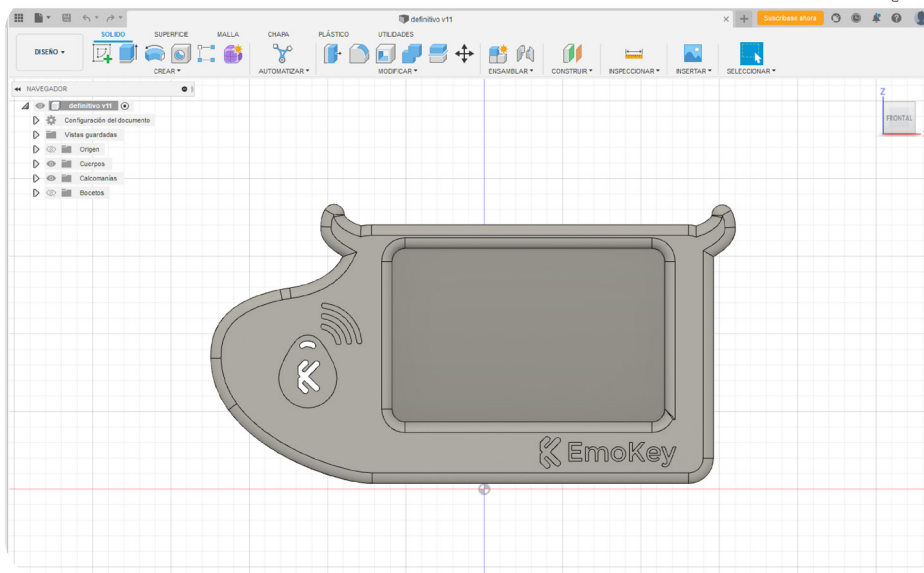 definitivo v11
Suscríbase ahora
DISEÑO
SÓLIDO
SUPERFICIE
MALLA
CHAPA
PLÁSTICO
UTILIDADES
CREAR
AUTOMATIZAR
MODIFICAR
ENSAMBLAR
CONSTRUIR
INSPECCIONAR
INSERTAR
SELECCIONAR
NAVEGADOR
definitivo v11
Configuración del documento
Vistas guardadas
Origen
Cuerpos
Calcomanías
Bocetos
Z
FRONTAL
EmoKey